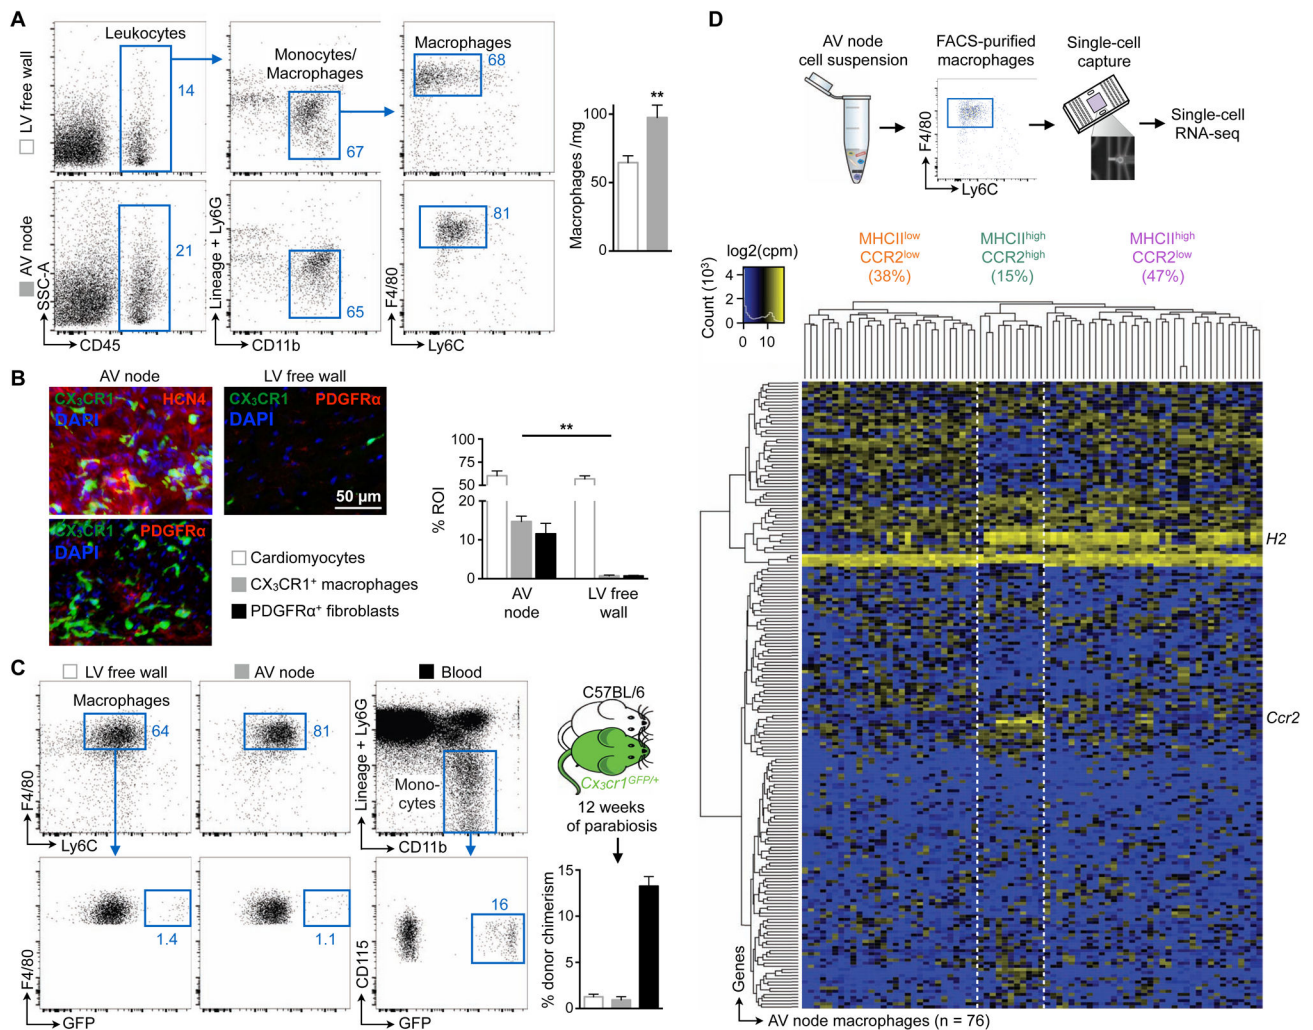 A
LV free wall
AV node
Leukocytes
14
Monocytes/
Macrophages
67
Macrophages
68
21
65
81
SSC-A
CD45
Lineage + Ly6G
CD11b
F4/80
Ly6C
Macrophages /mg
100
50
0
**
B
AV node
LV free wall
CX3CR1
HCN4
DAPI
CX3CR1
PDGFRα
DAPI
50 µm
CX3CR1
PDGFRα
DAPI
Cardiomyocytes
CX3CR1+ macrophages
PDGFRα+ fibroblasts
% ROI
100
75
50
20
10
0
**
AV
node
LV free
wall
C
LV free wall
AV node
Blood
Macrophages
64
81
F4/80
Ly6C
Lineage + Ly6G
Mono-
cytes
CD11b
1.4
1.1
16
F4/80
GFP
CD115
GFP
C57BL/6
Cx3cr1GFP/+
12 weeks
of parabiosis
% donor chimerism
15
10
5
0
D
AV node
cell suspension
FACS-purified
macrophages
F4/80
Ly6C
Single-cell
capture
Single-cell
RNA-seq
log2(cpm)
Count (10³)
4
2
0
0 10
MHCIIlow
CCR2low
(38%)
MHCIIhigh
CCR2high
(15%)
MHCIIhigh
CCR2low
(47%)
H2
Ccr2
Genes
AV node macrophages (n = 76)